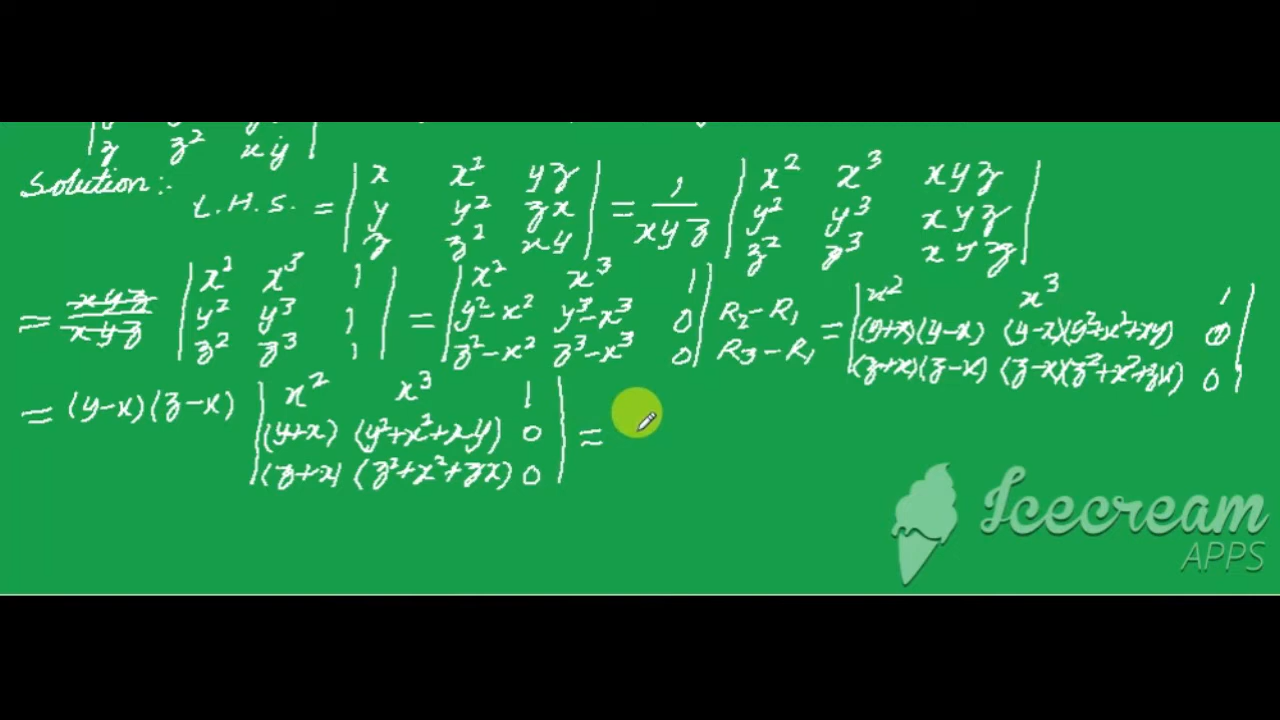 z z² xy
Solution:-
L.H.S. = | x x² yz | = 1/xyz | x² x³ xyz |
| y y² zx | | y² y³ xyz |
| z z² xy | | z² z³ xyz |
= xyz/xyz | x² x³ 1 | = | x² x³ 1 | = | x² x³ 1 |
| y² y³ 1 | | y²-x² y³-x³ 0 | R₂-R₁ | (y+x)(y-x) (y-x)(y²+x²+xy) 0 |
| z² z³ 1 | | z²-x² z³-x³ 0 | R₃-R₁ | (z+x)(z-x) (z-x)(z²+x²+zx) 0 |
= (y-x)(z-x) | x² x³ 1 |
| (y+x) (y²+x²+xy) 0 | =
| (z+x) (z²+x²+zx) 0 |
Icecream
APPS